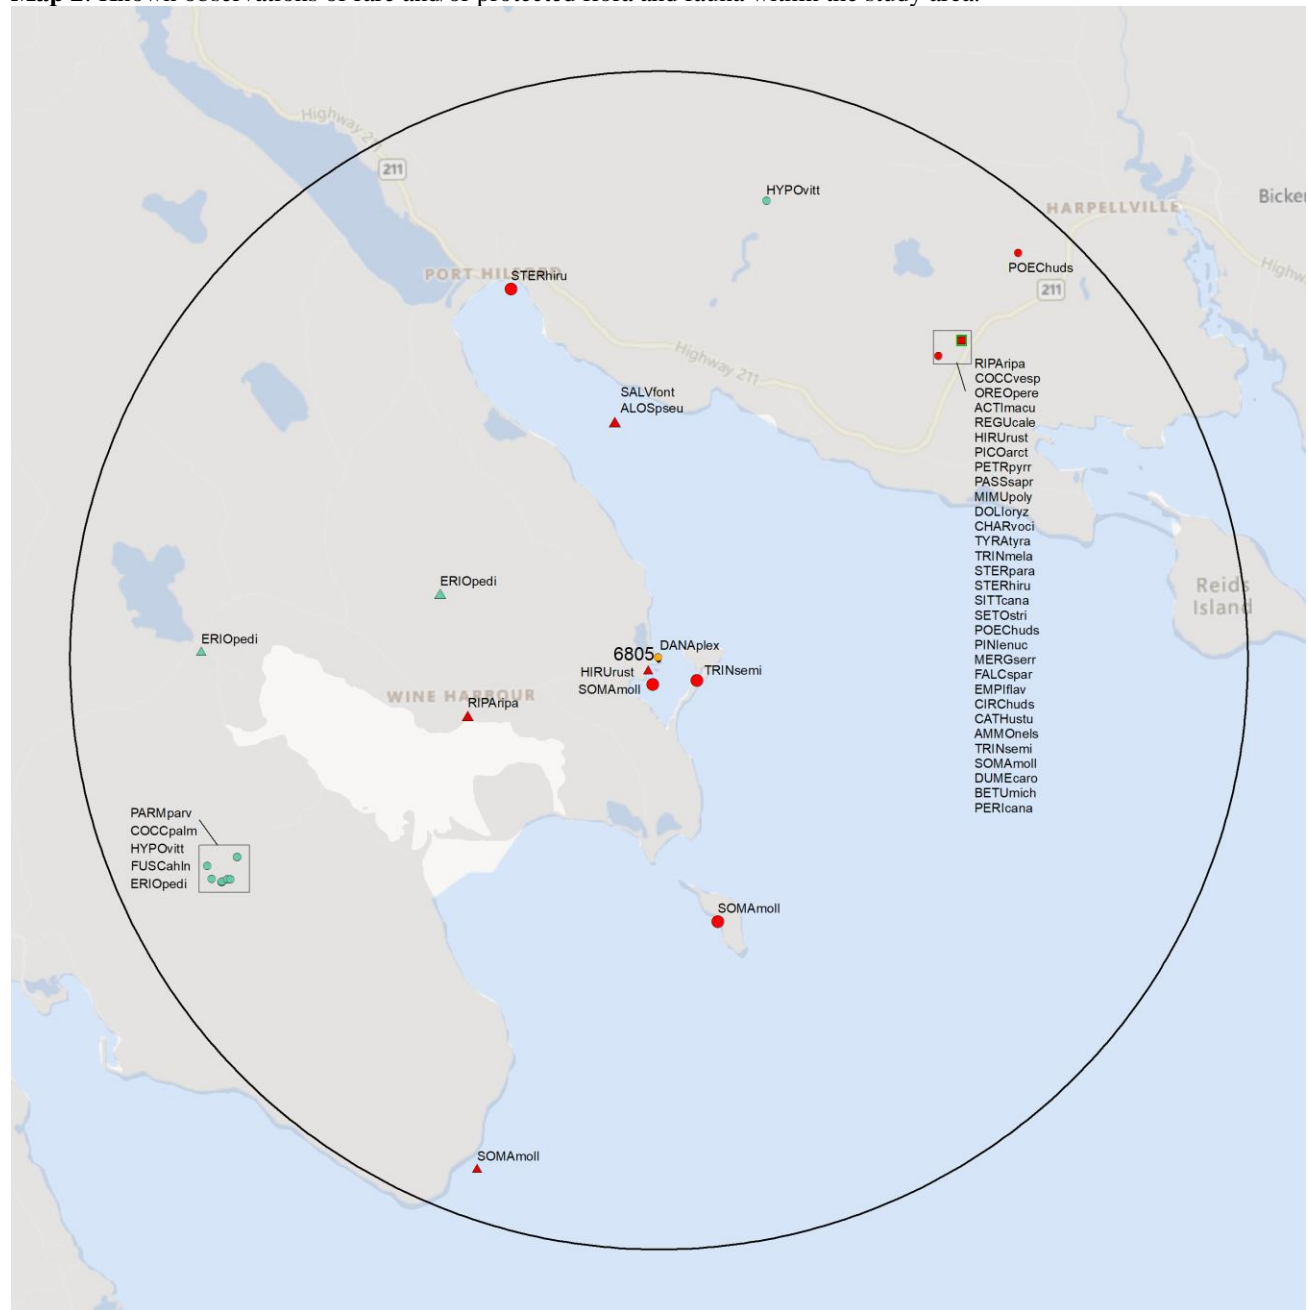 Map 2: Known observations of rare and/or protected flora and fauna within the study area.
Highway 211
211
HYPOvitt
Bicker
HARPELLVILLE
POEChuds
211
Highw
PORT HILFORD
STERhiru
Highway 211
RIPAripa
COCCvesp
OREOpere
ACTImacu
REGUcale
HIRUrust
PICOarct
PETRpyrr
PASSsapr
MIMUpoly
DOLIoryz
CHARvoci
TYRAtyra
TRINmela
STERpara
STERhiru
SITTcana
SETOstri
POEChuds
PINIenuc
MERGserr
FALCspar
EMPIflav
CIRChuds
CATHustu
AMMOnels
TRINsemi
SOMAmoll
DUMEcaro
BETUmich
PERIcana
SALVfont
ALOSpseu
Reids
Island
ERIOpedi
ERIOpedi
DANAplex
6805
HIRUrust
SOMAmoll
TRINsemi
WINE HARBOUR
RIPAripa
PARMparv
COCCpalm
HYPOvitt
FUSCahln
ERIOpedi
SOMAmoll
SOMAmoll